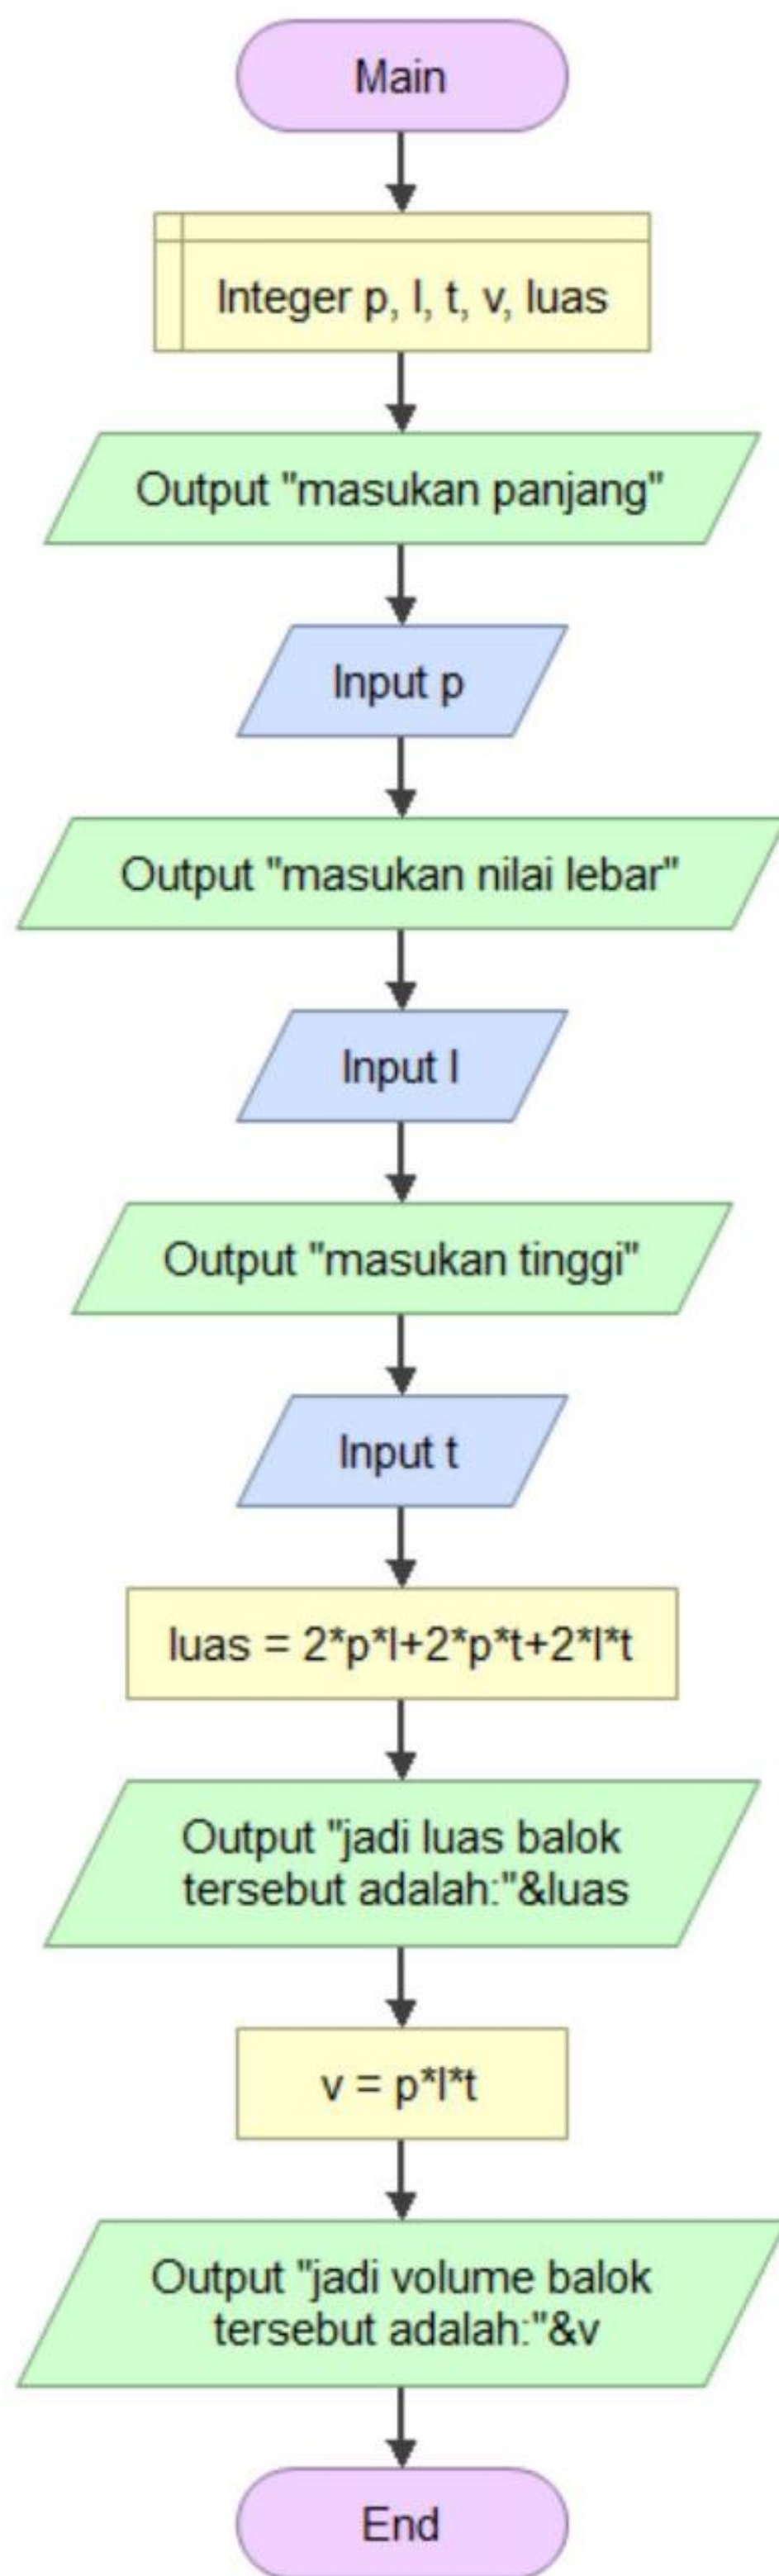 Main
Integer p, l, t, v, luas
Output "masukan panjang"
Input p
Output "masukan nilai lebar"
Input l
Output "masukan tinggi"
Input t
luas = 2*p*l+2*p*t+2*l*t
Output "jadi luas balok
tersebut adalah:"&luas
v = p*l*t
Output "jadi volume balok
tersebut adalah:"&v
End